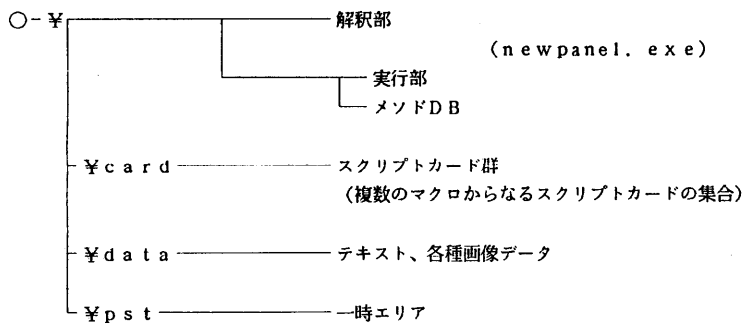 ○-¥ 解釈部
(newpanel.exe)
実行部
メソドDB
¥card スクリプトカード群
(複数のマクロからなるスクリプトカードの集合)
¥data テキスト、各種画像データ
¥pst 一時エリア